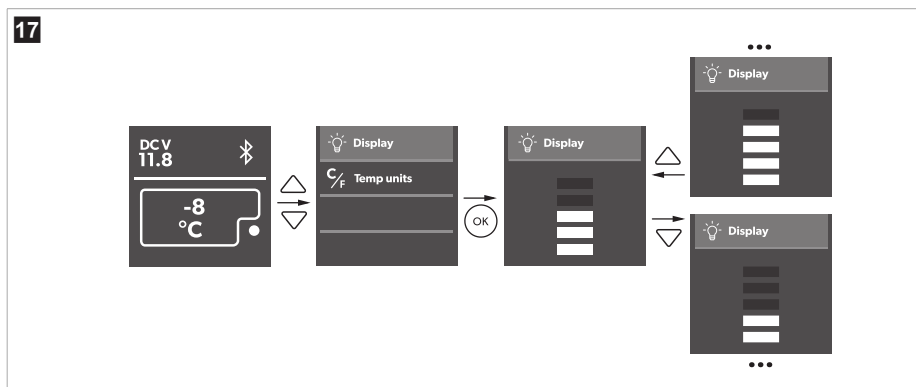 17
DC V
11.8
-8
°C
Display
C/F Temp units
OK
Display
Display
Display